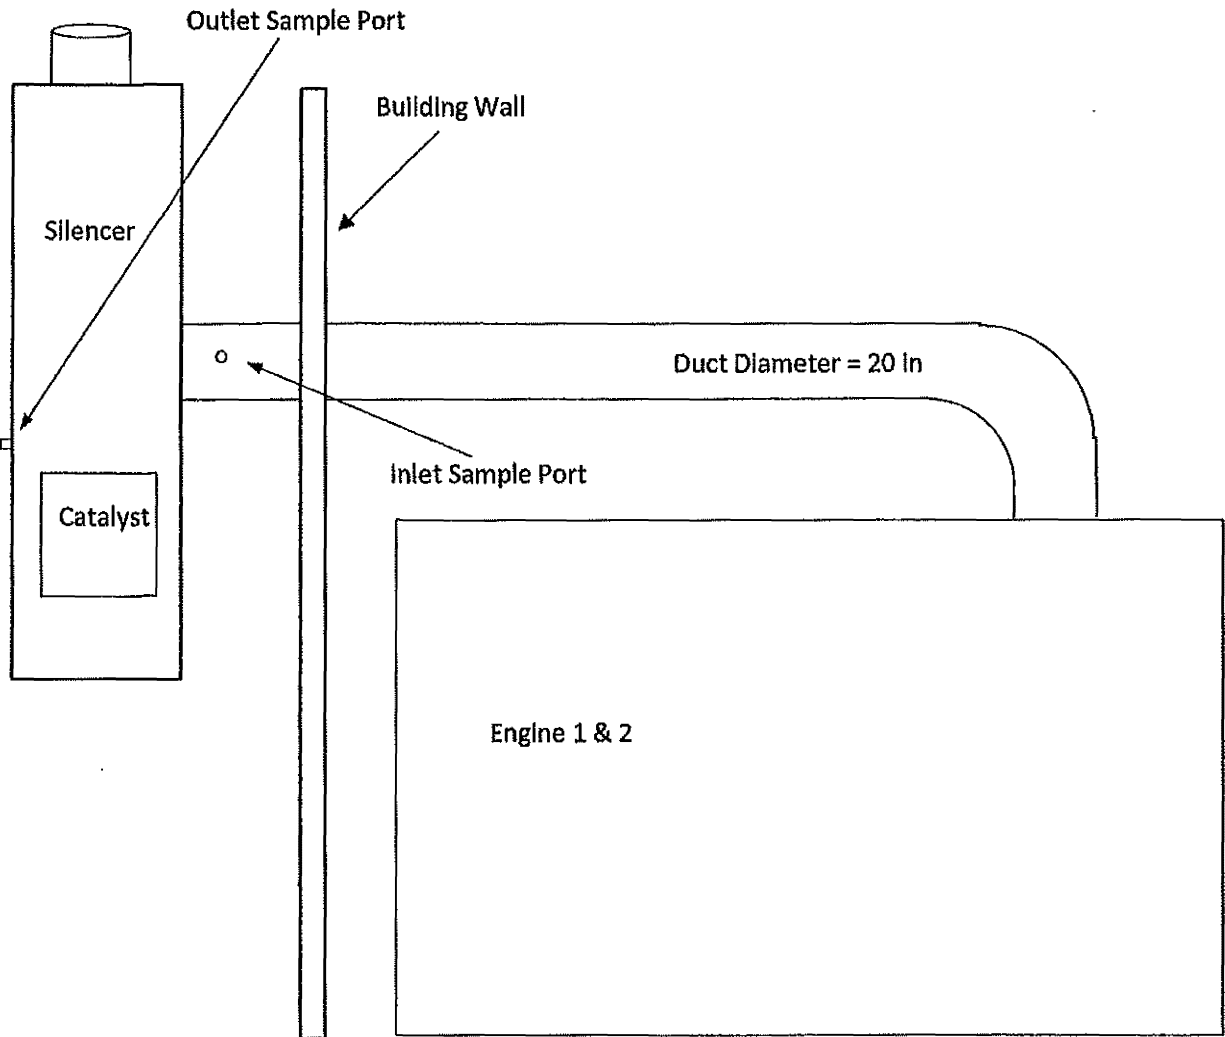 Outlet Sample Port
Building Wall
Silencer
Duct Diameter = 20 in
Inlet Sample Port
Catalyst
Engine 1 & 2